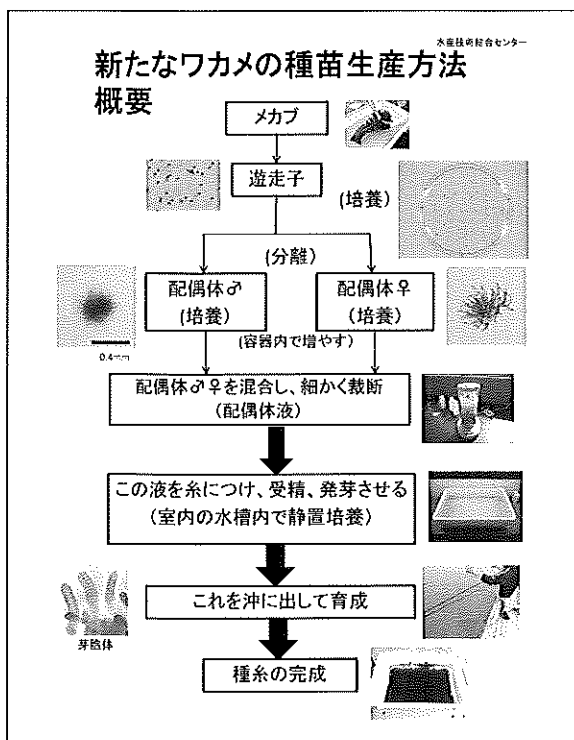 水産技術総合センター
新たなワカメの種苗生産方法
概要
メカブ
遊走子
(培養)
(分離)
配偶体♂
(培養)
配偶体♀
(培養)
0.4mm
(容器内で増やす)
配偶体♂♀を混合し、細かく裁断
(配偶体液)
この液を糸につけ、受精、発芽させる
(室内の水槽内で静置培養)
これを沖に出して育成
芽胞体
種糸の完成